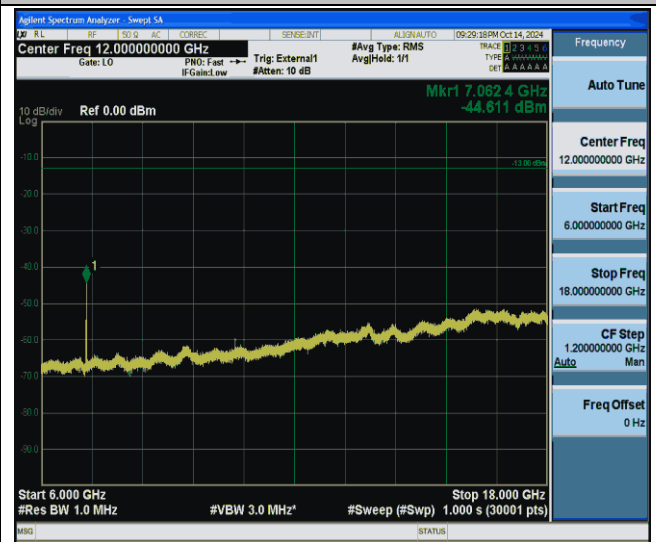 Agilent Spectrum Analyzer - Swept SA
RL RF 50 Ω AC CORREC SENSE:INT ALIGNAUTO 09:29:18PM Oct 14, 2024
Center Freq 12.000000000 GHz
Gate: LO
PNO: Fast
IFGain:Low
Trig: External1
#Atten: 10 dB
#Avg Type: RMS
Avg|Hold: 1/1
TRACE 1 2 3 4 5 6
TYPE A
DET A A A A A A
Mkr1 7.062 4 GHz
-44.611 dBm
10 dB/div Ref 0.00 dBm
Log
-10.0
-13.00 dBm
-20.0
-30.0
1
-40.0
-50.0
-60.0
-70.0
-80.0
-90.0
Start 6.000 GHz
Stop 18.000 GHz
#Res BW 1.0 MHz
#VBW 3.0 MHz*
#Sweep (#Swp) 1.000 s (30001 pts)
MSG
STATUS
Frequency
Auto Tune
Center Freq
12.000000000 GHz
Start Freq
6.000000000 GHz
Stop Freq
18.000000000 GHz
CF Step
1.200000000 GHz
Auto Man
Freq Offset
0 Hz